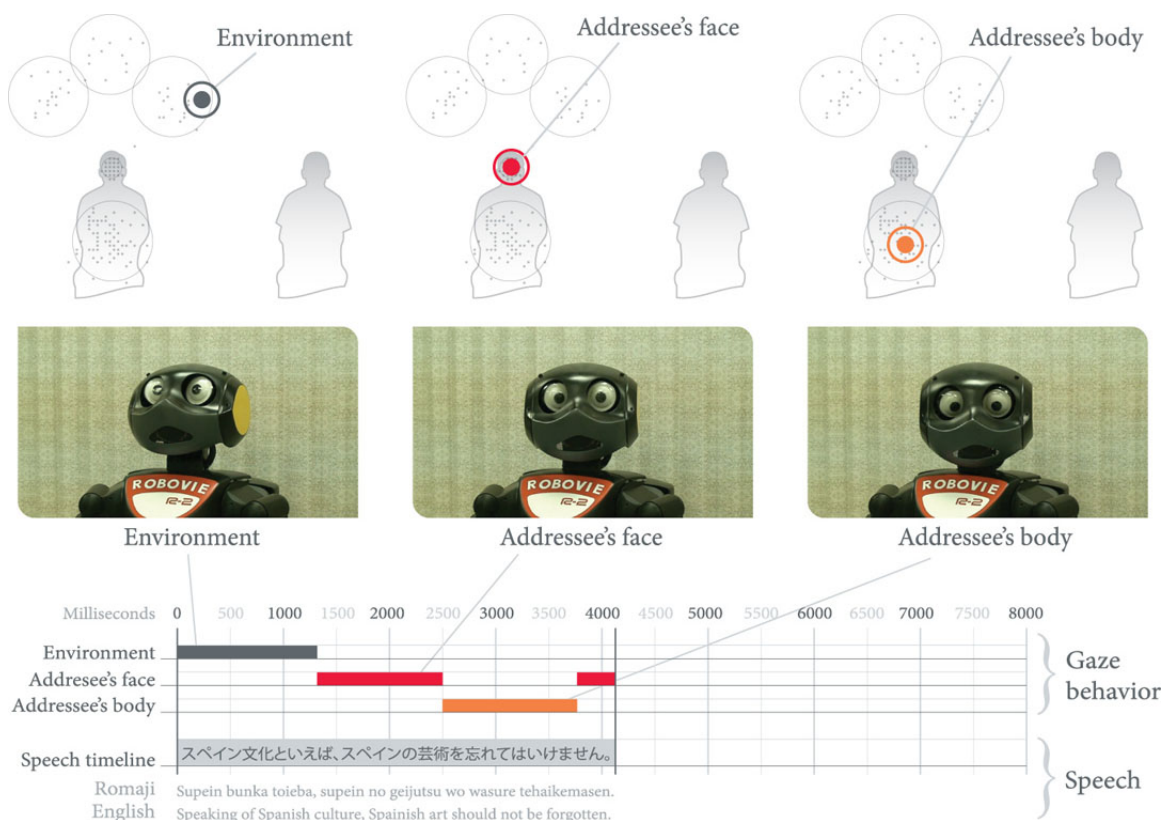 Environment
Addressee's face
Addressee's body
ROBOVIE
R-2
ROBOVIE
R-2
ROBOVIE
R-2
Environment
Addressee's face
Addressee's body
Milliseconds 0 500 1000 1500 2000 2500 3000 3500 4000 4500 5000 5500 6000 6500 7000 7500 8000
Environment
Addresee's face
Addressee's body
Gaze
behavior
Speech timeline スペイン文化といえば、スペインの芸術を忘れてはいけません。
Romaji Supein bunka toieba, supein no geijutsu wo wasure tehaikemasen.
English Speaking of Spanish culture, Spainish art should not be forgotten.
Speech